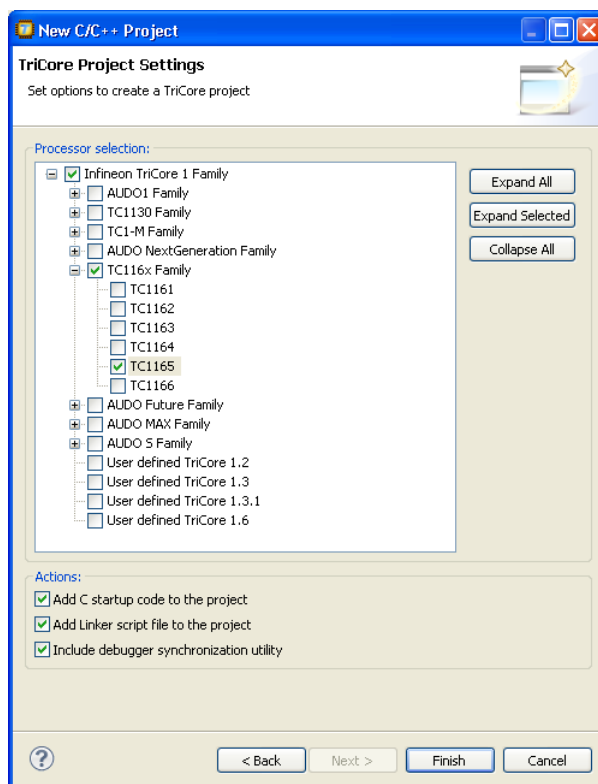 New C/C++ Project
TriCore Project Settings
Set options to create a TriCore project
Processor selection:
Infineon TriCore 1 Family
AUDO1 Family
TC1130 Family
TC1-M Family
AUDO NextGeneration Family
TC116x Family
TC1161
TC1162
TC1163
TC1164
TC1165
TC1166
AUDO Future Family
AUDO MAX Family
AUDO S Family
User defined TriCore 1.2
User defined TriCore 1.3
User defined TriCore 1.3.1
User defined TriCore 1.6
Expand All
Expand Selected
Collapse All
Actions:
Add C startup code to the project
Add Linker script file to the project
Include debugger synchronization utility
?
< Back Next > Finish Cancel